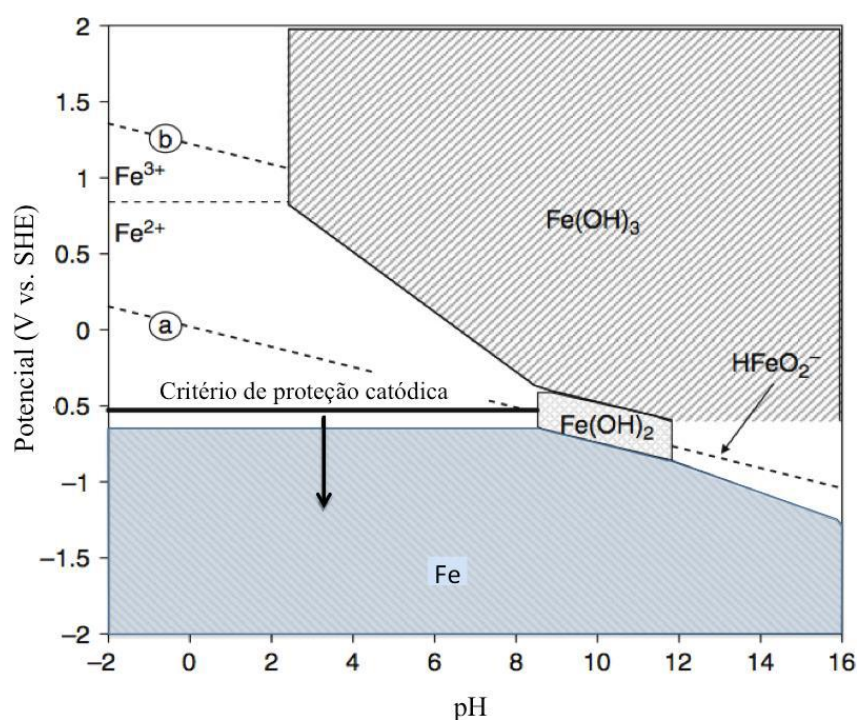 2
1.5
b
Fe³⁺
1
Fe²⁺
Fe(OH)₃
0.5
a
0
HFeO₂⁻
Critério de proteção catódica
0.5
Fe(OH)₂
−1
−1.5
Fe
−2
−2 0 2 4 6 8 10 12 14 16
pH
Potencial (V vs. SHE)